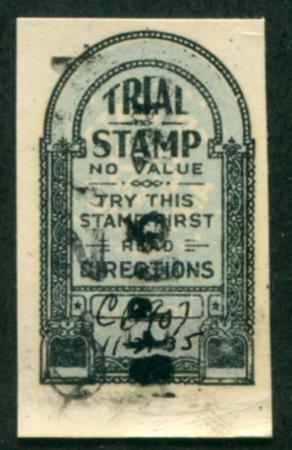 TRIAL
STAMP
NO VALUE
TRY THIS
STAMP FIRST
READ
DIRECTIONS